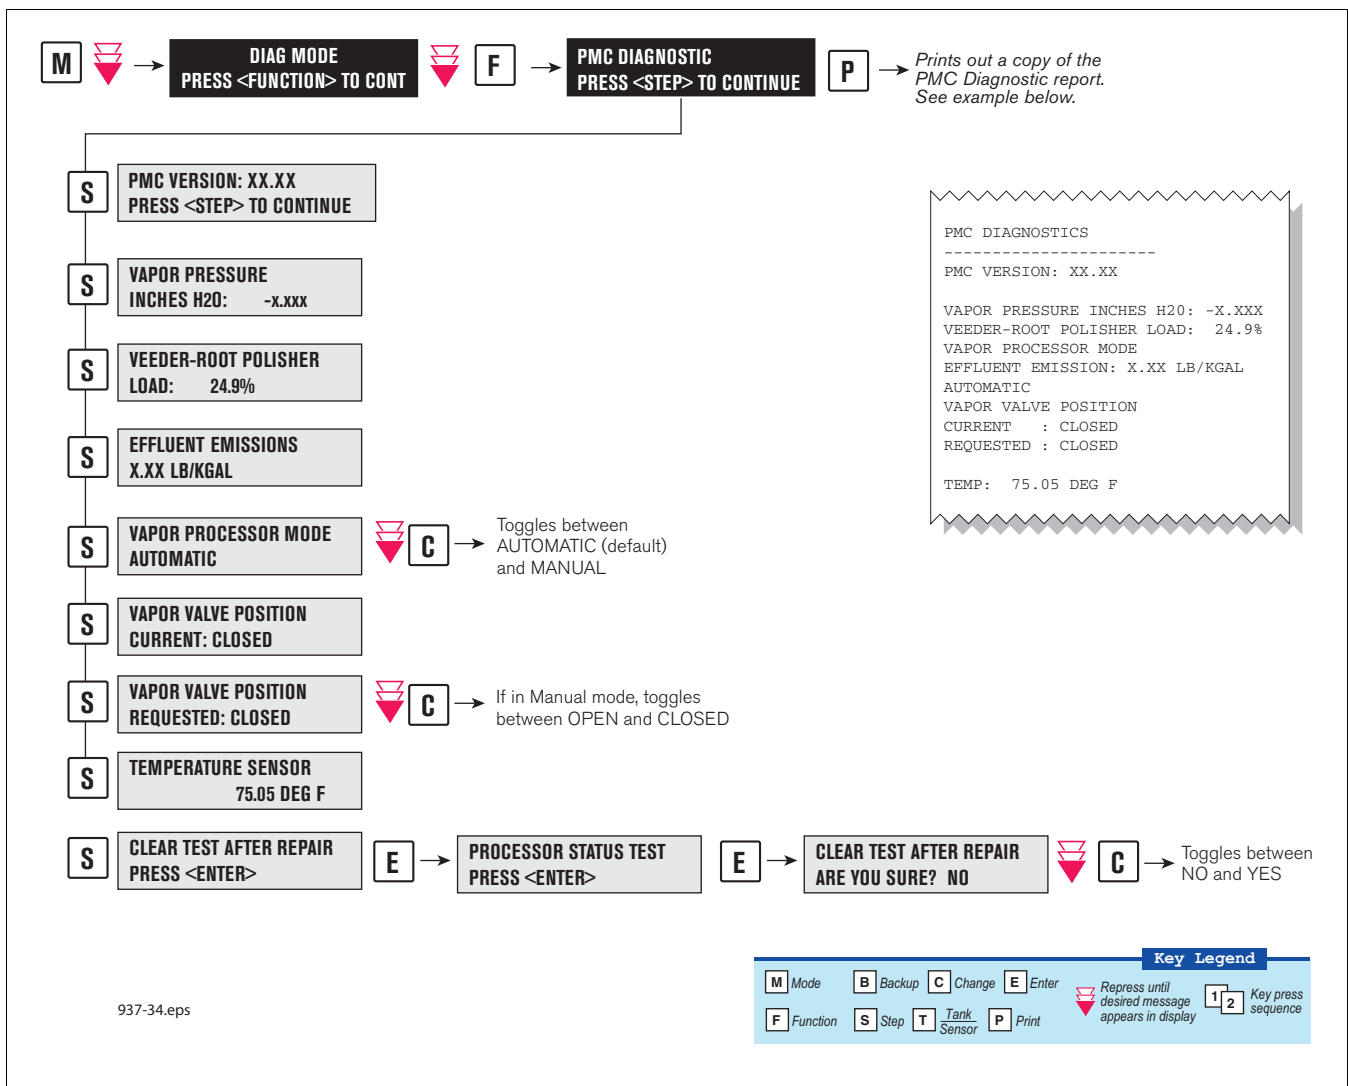 M
DIAG MODE
PRESS <FUNCTION> TO CONT
F
PMC DIAGNOSTIC
PRESS <STEP> TO CONTINUE
P
Prints out a copy of the
PMC Diagnostic report.
See example below.
S
PMC VERSION: XX.XX
PRESS <STEP> TO CONTINUE
S
VAPOR PRESSURE
INCHES H2O: -X.XXX
S
VEEDER-ROOT POLISHER
LOAD: 24.9%
S
EFFLUENT EMISSIONS
X.XX LB/KGAL
S
VAPOR PROCESSOR MODE
AUTOMATIC
C
Toggles between
AUTOMATIC (default)
and MANUAL
S
VAPOR VALVE POSITION
CURRENT: CLOSED
S
VAPOR VALVE POSITION
REQUESTED: CLOSED
C
If in Manual mode, toggles
between OPEN and CLOSED
S
TEMPERATURE SENSOR
75.05 DEG F
S
CLEAR TEST AFTER REPAIR
PRESS <ENTER>
E
PROCESSOR STATUS TEST
PRESS <ENTER>
E
CLEAR TEST AFTER REPAIR
ARE YOU SURE? NO
C
Toggles between
NO and YES
PMC DIAGNOSTICS
----------------------
PMC VERSION: XX.XX
VAPOR PRESSURE INCHES H20: -X.XXX
VEEDER-ROOT POLISHER LOAD: 24.9%
VAPOR PROCESSOR MODE
EFFLUENT EMISSION: X.XX LB/KGAL
AUTOMATIC
VAPOR VALVE POSITION
CURRENT : CLOSED
REQUESTED : CLOSED
TEMP: 75.05 DEG F
937-34.eps
Key Legend
M Mode
B Backup
C Change
E Enter
F Function
S Step
T Tank
Sensor
P Print
Repress until
desired message
appears in display
1 2
Key press
sequence